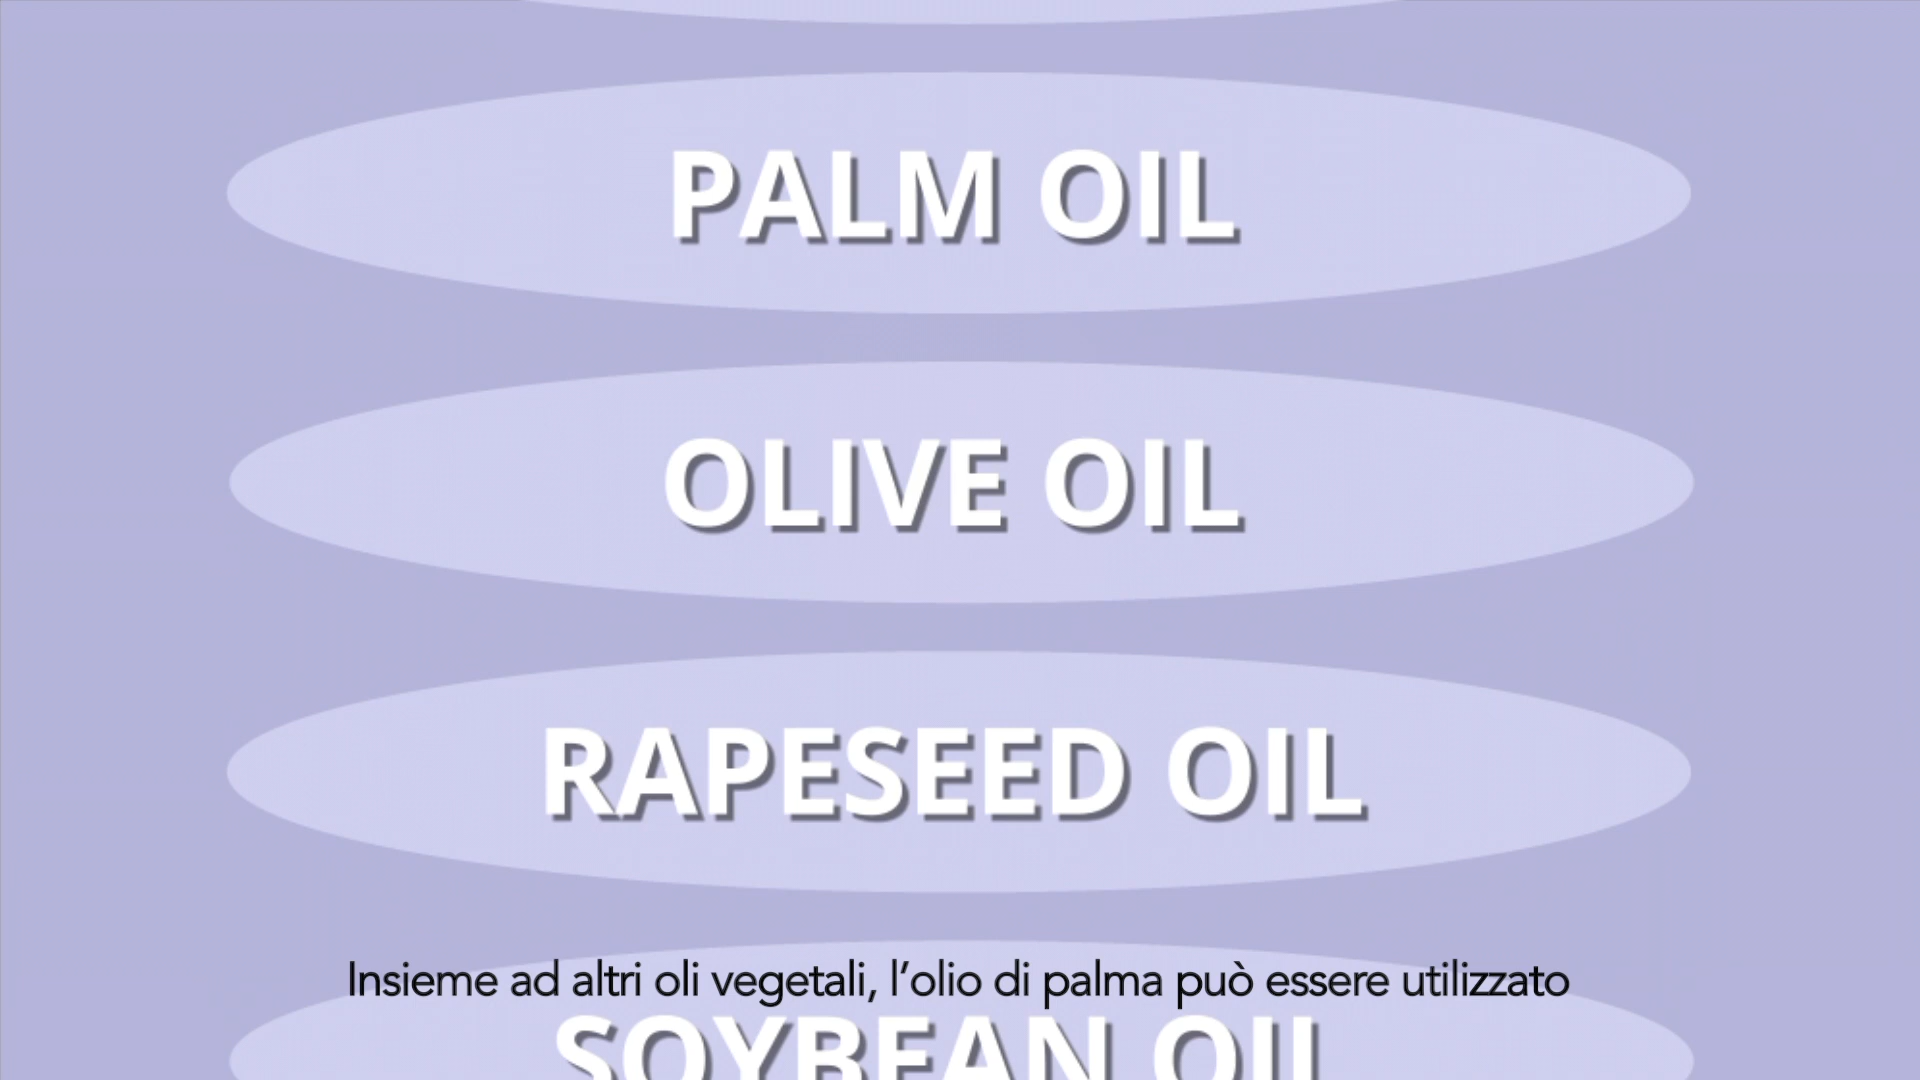 PALM OIL
OLIVE OIL
RAPESEED OIL
Insieme ad altri oli vegetali, l’olio di palma può essere utilizzato
SOYBEAN OIL